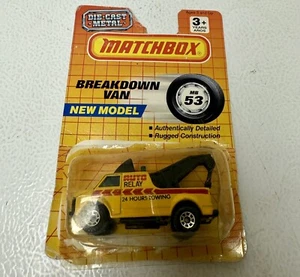 DIE-CAST
METAL
3+
MATCHBOX
BREAKDOWN
VAN
NEW MODEL
MB
53
• Authentically Detailed
• Rugged Construction
AUTO
RELAY
24 HOURS TOWING